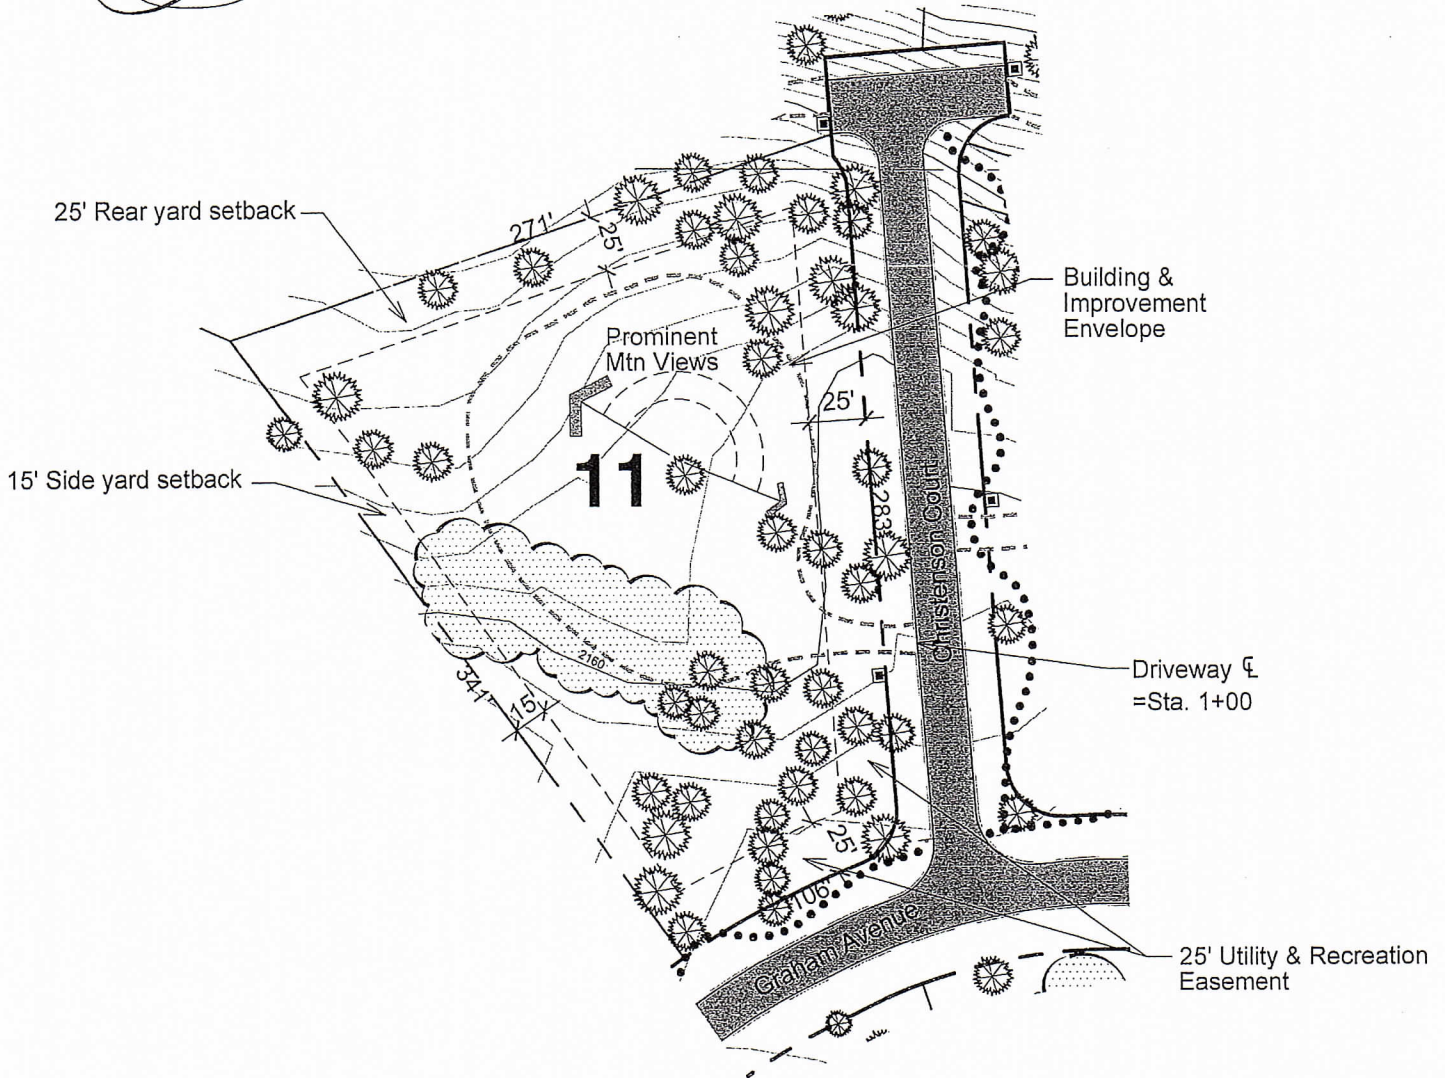 25' Rear yard setback
271'
25'
Building &
Improvement
Envelope
Prominent
Mtn Views
25'
15' Side yard setback
11
283'
Christenson Court
2160
341'
15'
Driveway ℄
=Sta. 1+00
25'
106'
Graham Avenue
25' Utility & Recreation
Easement